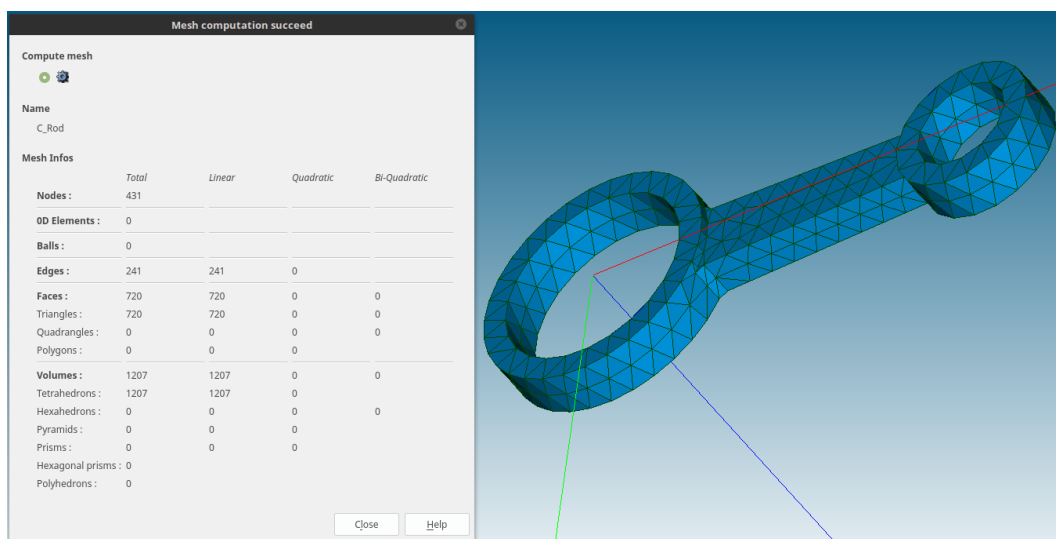 Mesh computation succeed
Compute mesh
Name
C_Rod
Mesh Infos
Total Linear Quadratic Bi-Quadratic
Nodes : 431
0D Elements : 0
Balls : 0
Edges : 241 241 0
Faces : 720 720 0 0
Triangles : 720 720 0 0
Quadrangles : 0 0 0 0
Polygons : 0 0 0
Volumes : 1207 1207 0 0
Tetrahedrons : 1207 1207 0
Hexahedrons : 0 0 0 0
Pyramids : 0 0 0
Prisms : 0 0 0
Hexagonal prisms : 0
Polyhedrons : 0
Close Help